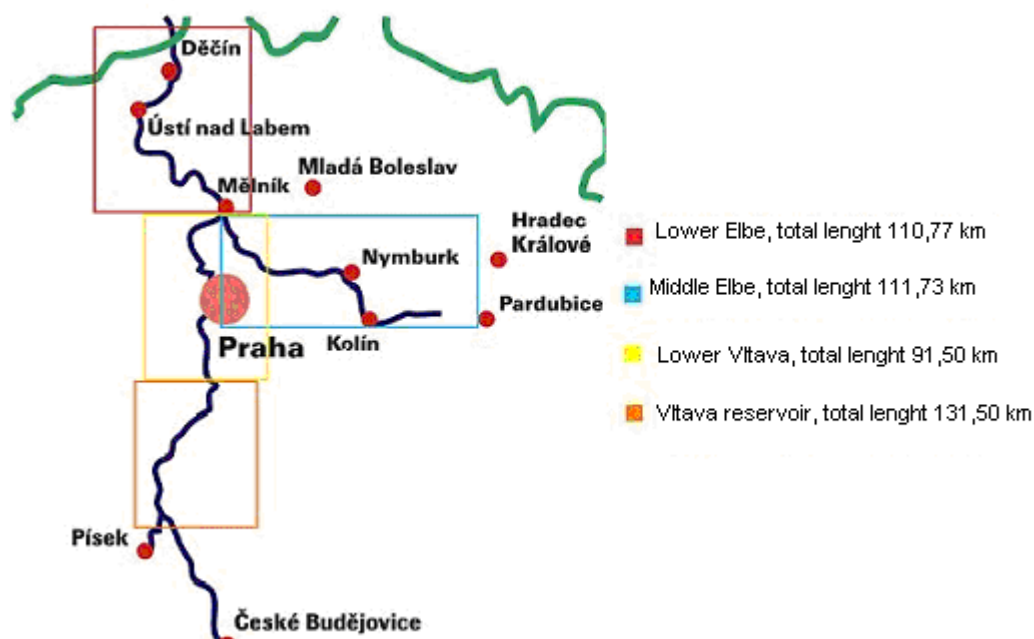 Děčín
Ústí nad Labem
Mladá Boleslav
Mělník
Hradec
Králové
Nymburk
Pardubice
Kolín
Praha
Písek
České Budějovice
Lower Elbe, total lenght 110,77 km
Middle Elbe, total lenght 111,73 km
Lower Vltava, total lenght 91,50 km
Vltava reservoir, total lenght 131,50 km